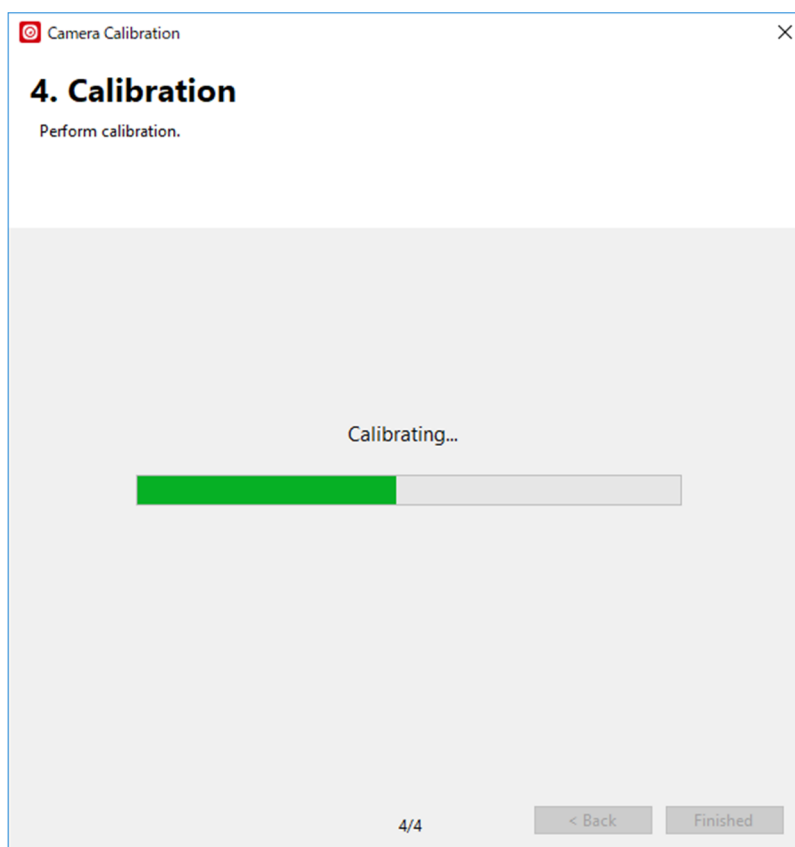 Camera Calibration
4. Calibration
Perform calibration.
Calibrating...
4/4
< Back
Finished